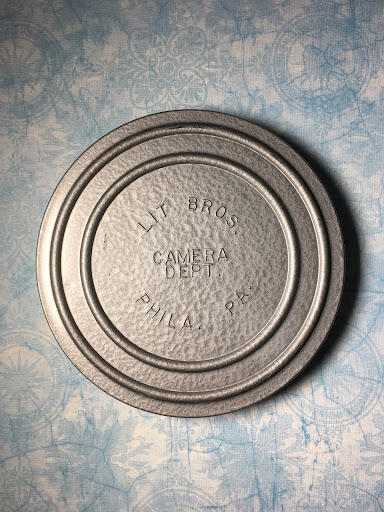 LIT BROS.
CAMERA
DEPT.
PHILA. PA.